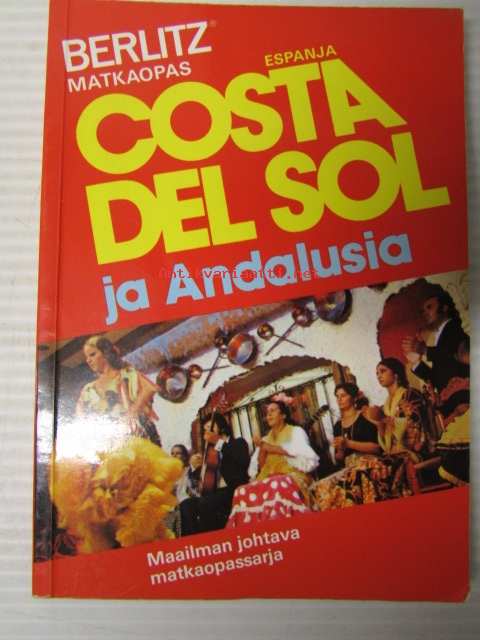 BERLITZ®
MATKAOPAS
ESPANJA
COSTA
DEL SOL
ja Andalusia
Maailman johtava
matkaopassarja